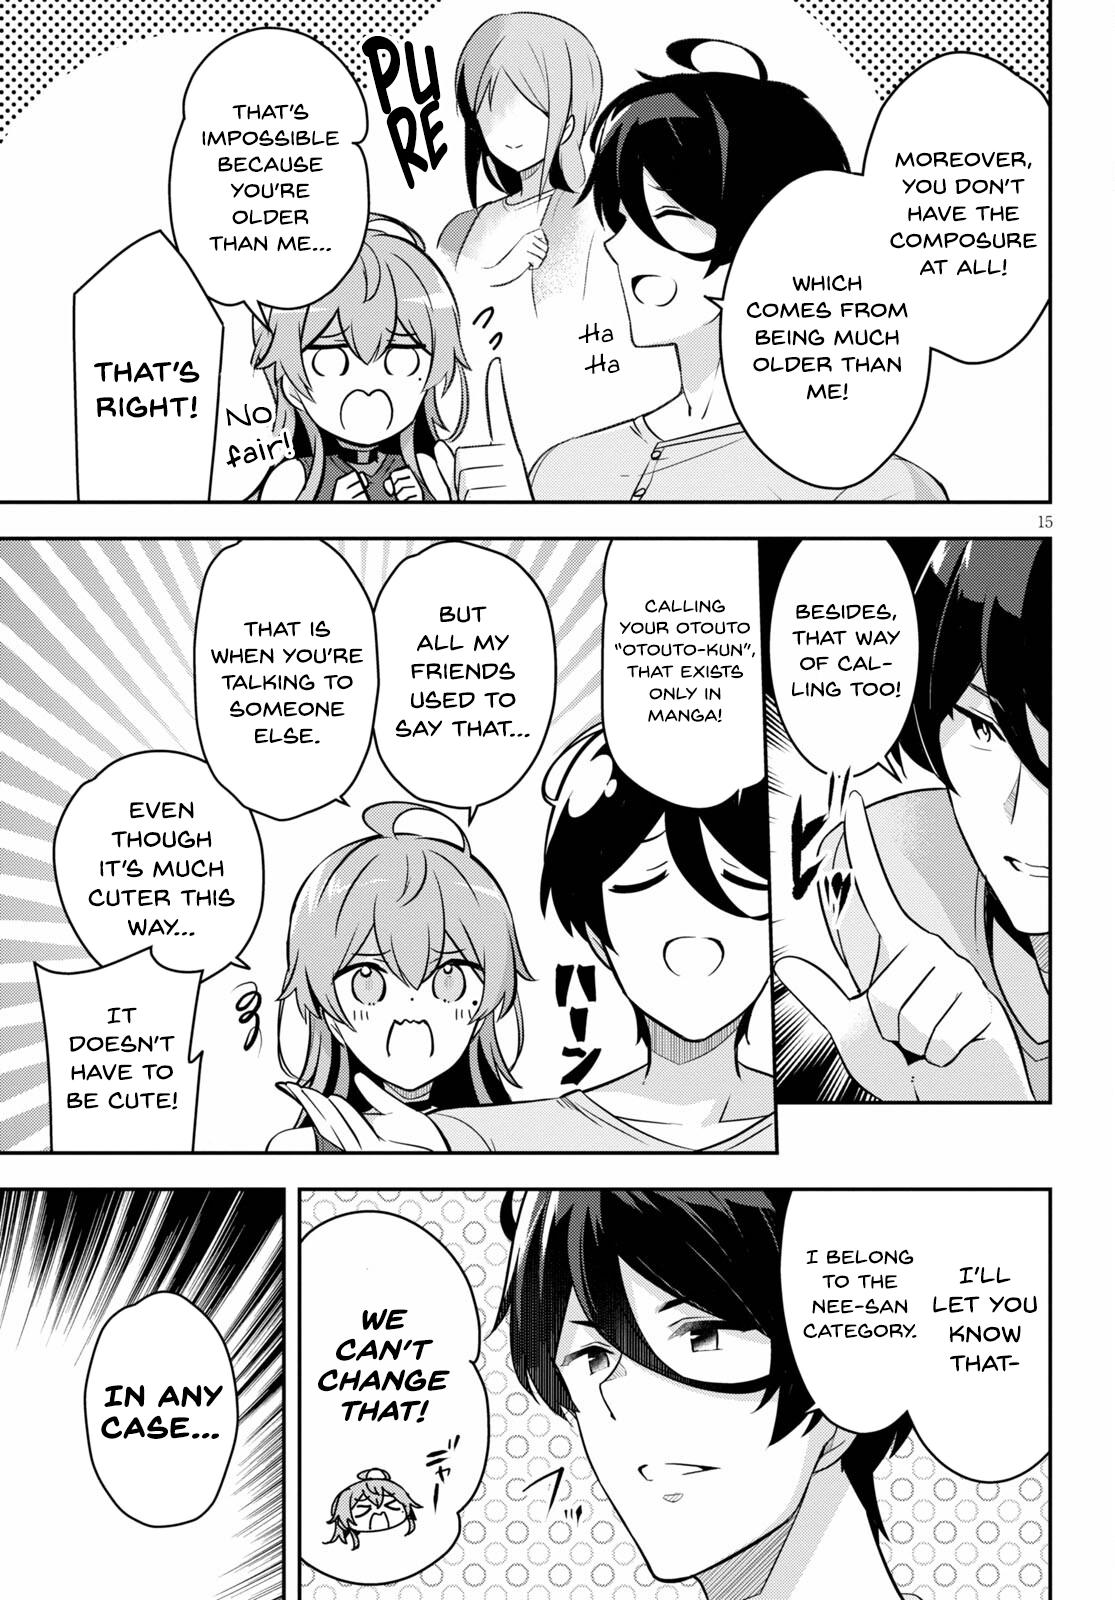 MOREOVER,
YOU DON'T
HAVE THE
COMPOSURE
AT ALL!
WHICH
COMES FROM
BEING MUCH
OLDER THAN
ME!
Ha
Ha
PU
RE
THAT'S
IMPOSSIBLE
BECAUSE
YOU'RE
OLDER
THAN ME...
No
fair!
THAT'S
RIGHT!
15
BESIDES,
THAT WAY
OF CAL-
LING TOO!
ビシ
CALLING
YOUR OTOUTO
"OTOUTO-KUN",
THAT EXISTS
ONLY IN
MANGA!
BUT
ALL MY
FRIENDS
USED TO
SAY THAT...
THAT IS
WHEN YOU'RE
TALKING TO
SOMEONE
ELSE.
EVEN
THOUGH
IT'S MUCH
CUTER THIS
WAY...
IT
DOESN'T
HAVE TO
BE CUTE!
バーン
I'LL
LET YOU
KNOW
THAT-
I BELONG
TO THE
NEE-SAN
CATEGORY.
WE
CAN'T
CHANGE
THAT!
IN ANY
CASE...